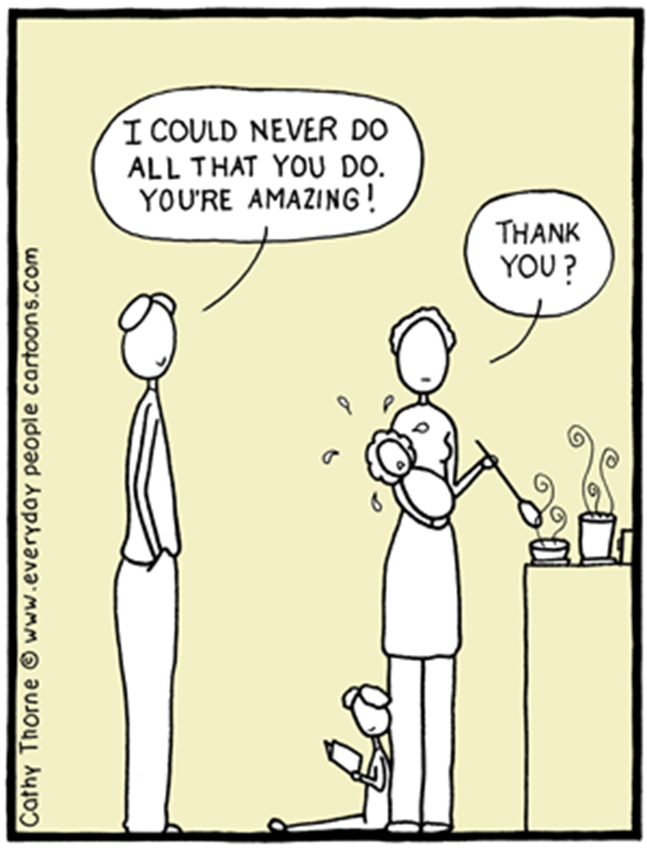 I COULD NEVER DO
ALL THAT YOU DO.
YOU'RE AMAZING!
THANK
YOU?
Cathy Thorne © www.everyday people cartoons.com